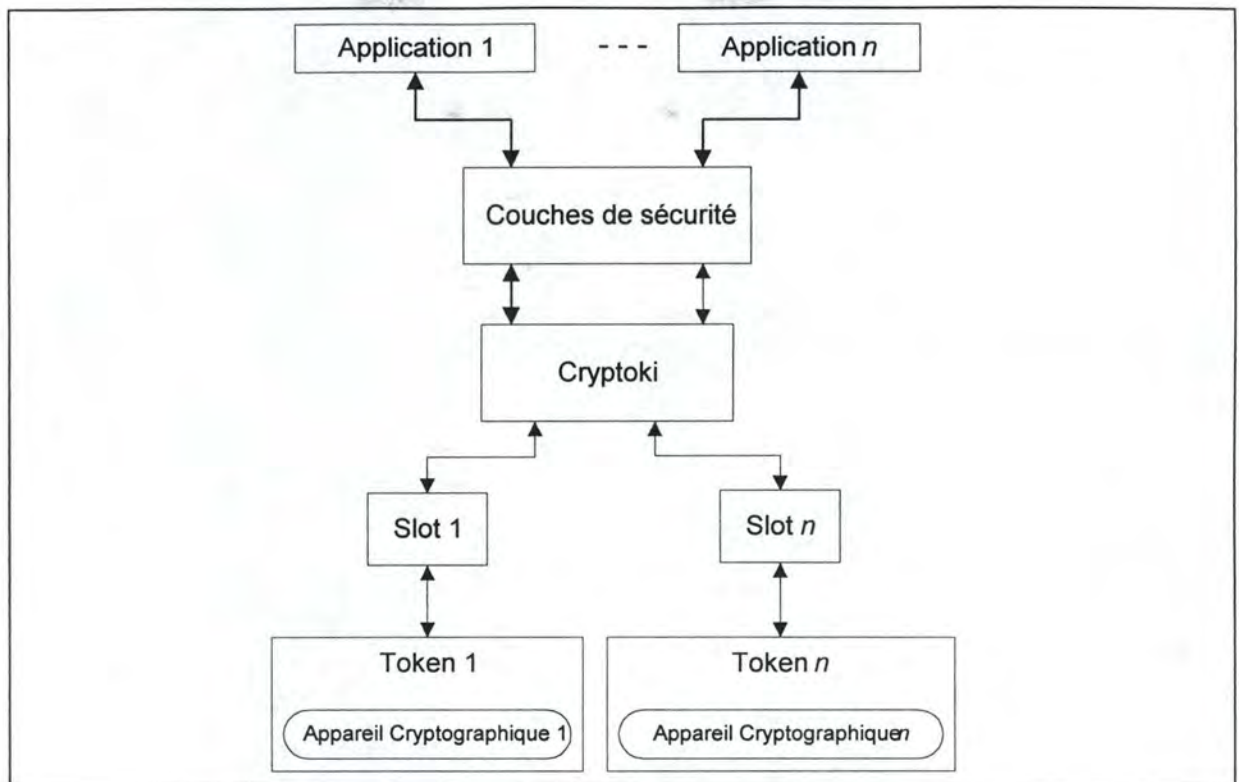 Application 1 - - - Application n
Couches de sécurité
Cryptoki
Slot 1 Slot n
Token 1 Token n
Appareil Cryptographique 1 Appareil Cryptographique n